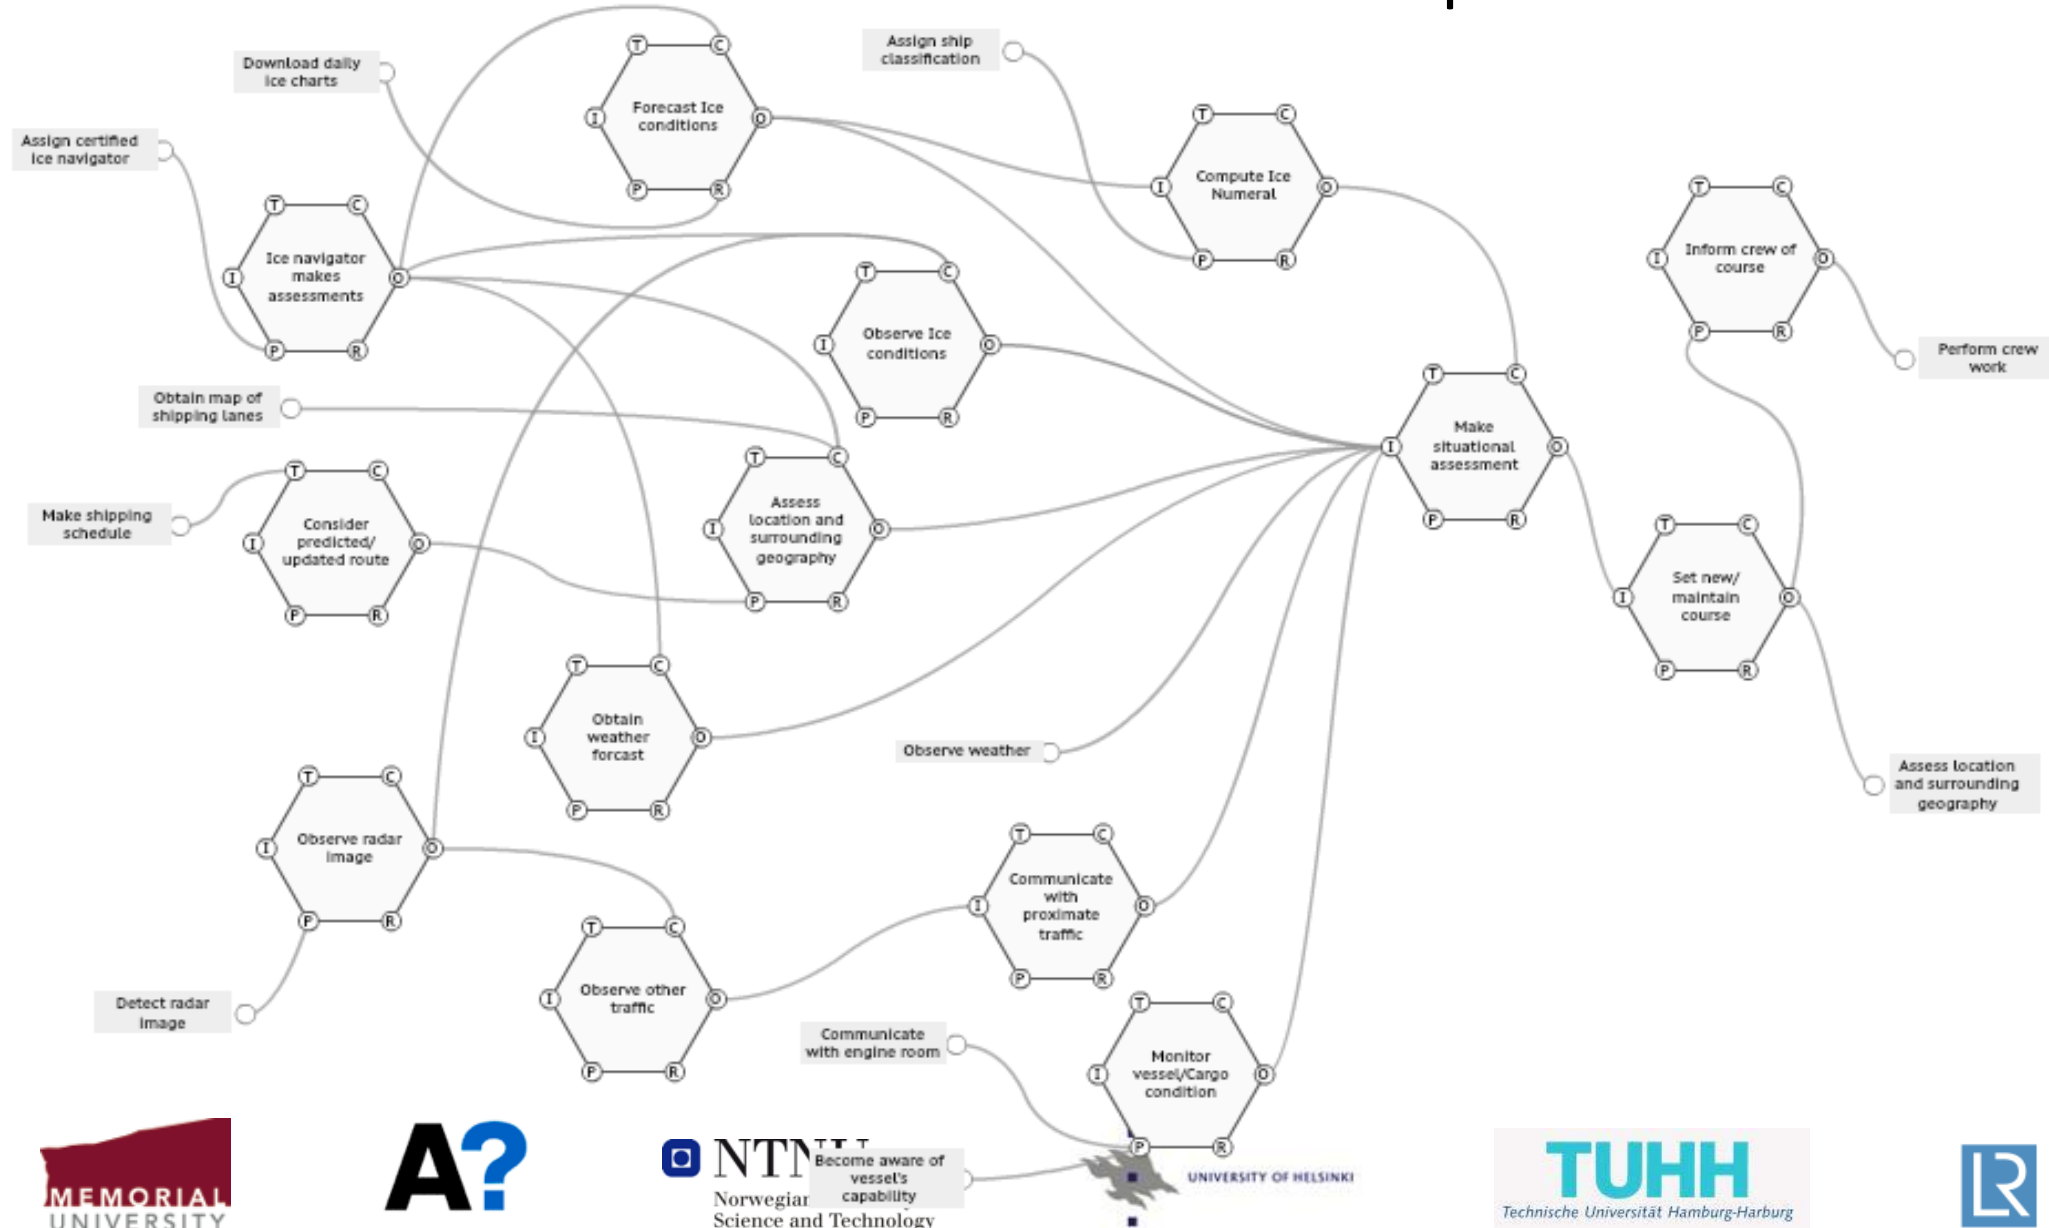 Download daily
ice charts
Assign certified
ice navigator
T C
Forecast Ice
conditions
I O
P R
Assign ship
classification
T C
Compute Ice
Numeral
I O
P R
T C
Ice navigator
makes
assessments
I O
P R
T C
Observe Ice
conditions
I O
P R
T C
Inform crew of
course
I O
P R
Perform crew
work
Obtain map of
shipping lanes
Make shipping
schedule
T C
Consider
predicted/
updated route
I O
P R
T C
Assess
location and
surrounding
geography
I O
P R
T C
Make
situational
assessment
I O
P R
T C
Set new/
maintain
course
I O
P R
T C
Obtain
weather
forcast
I O
P R
Observe weather
Assess location
and surrounding
geography
T C
Observe radar
image
I O
P R
Detect radar
image
T C
Observe other
traffic
I O
P R
T C
Communicate
with
proximate
traffic
I O
P R
Communicate
with engine room
T C
Monitor
vessel/Cargo
condition
I O
P R
Become aware of
vessel's
capability
MEMORIAL
UNIVERSITY
A?
NTNU
Norwegian
Science and Technology
UNIVERSITY OF HELSINKI
TUHH
Technische Universität Hamburg-Harburg
LR